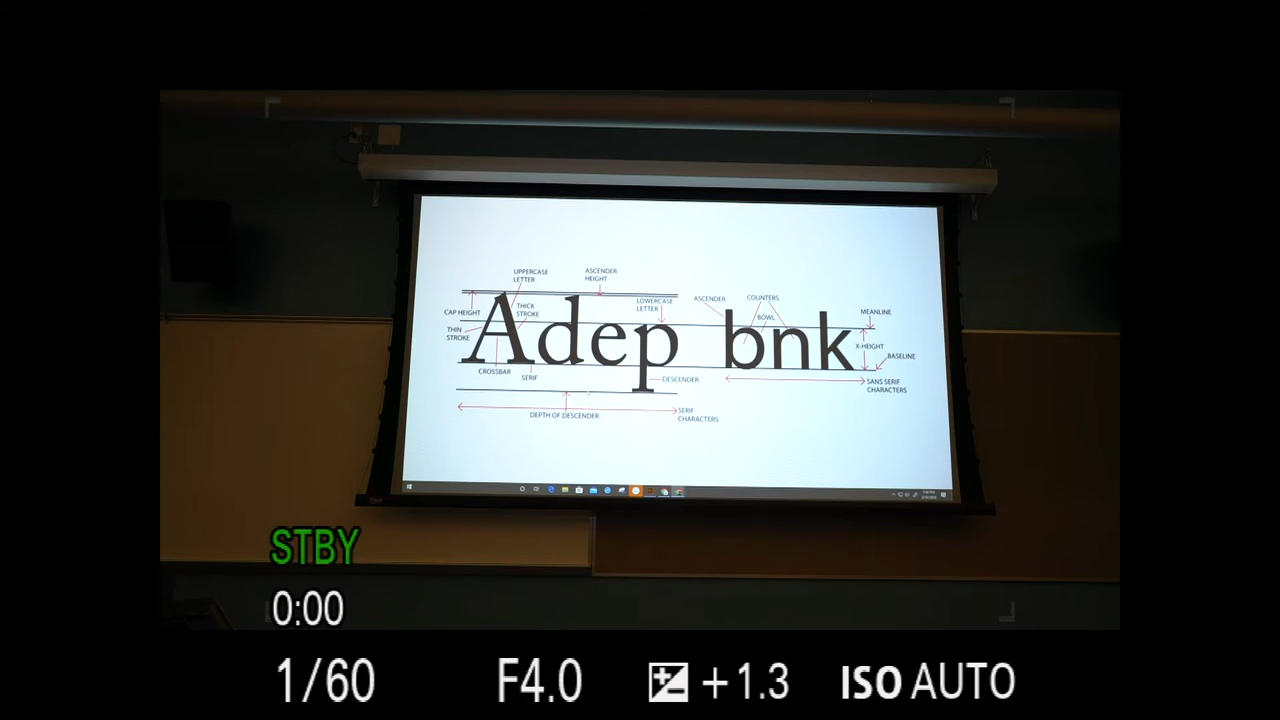 UPPERCASE
LETTER
ASCENDER
HEIGHT
CAP HEIGHT
THICK
STROKE
THIN
STROKE
LOWERCASE
LETTER
ASCENDER
COUNTERS
BOWL
MEANLINE
X-HEIGHT
BASELINE
Adep bnk
CROSSBAR
SERIF
DESCENDER
SANS SERIF
CHARACTERS
DEPTH OF DESCENDER
SERIF
CHARACTERS
STBY
0:00
1/60 F4.0 +1.3 ISO AUTO